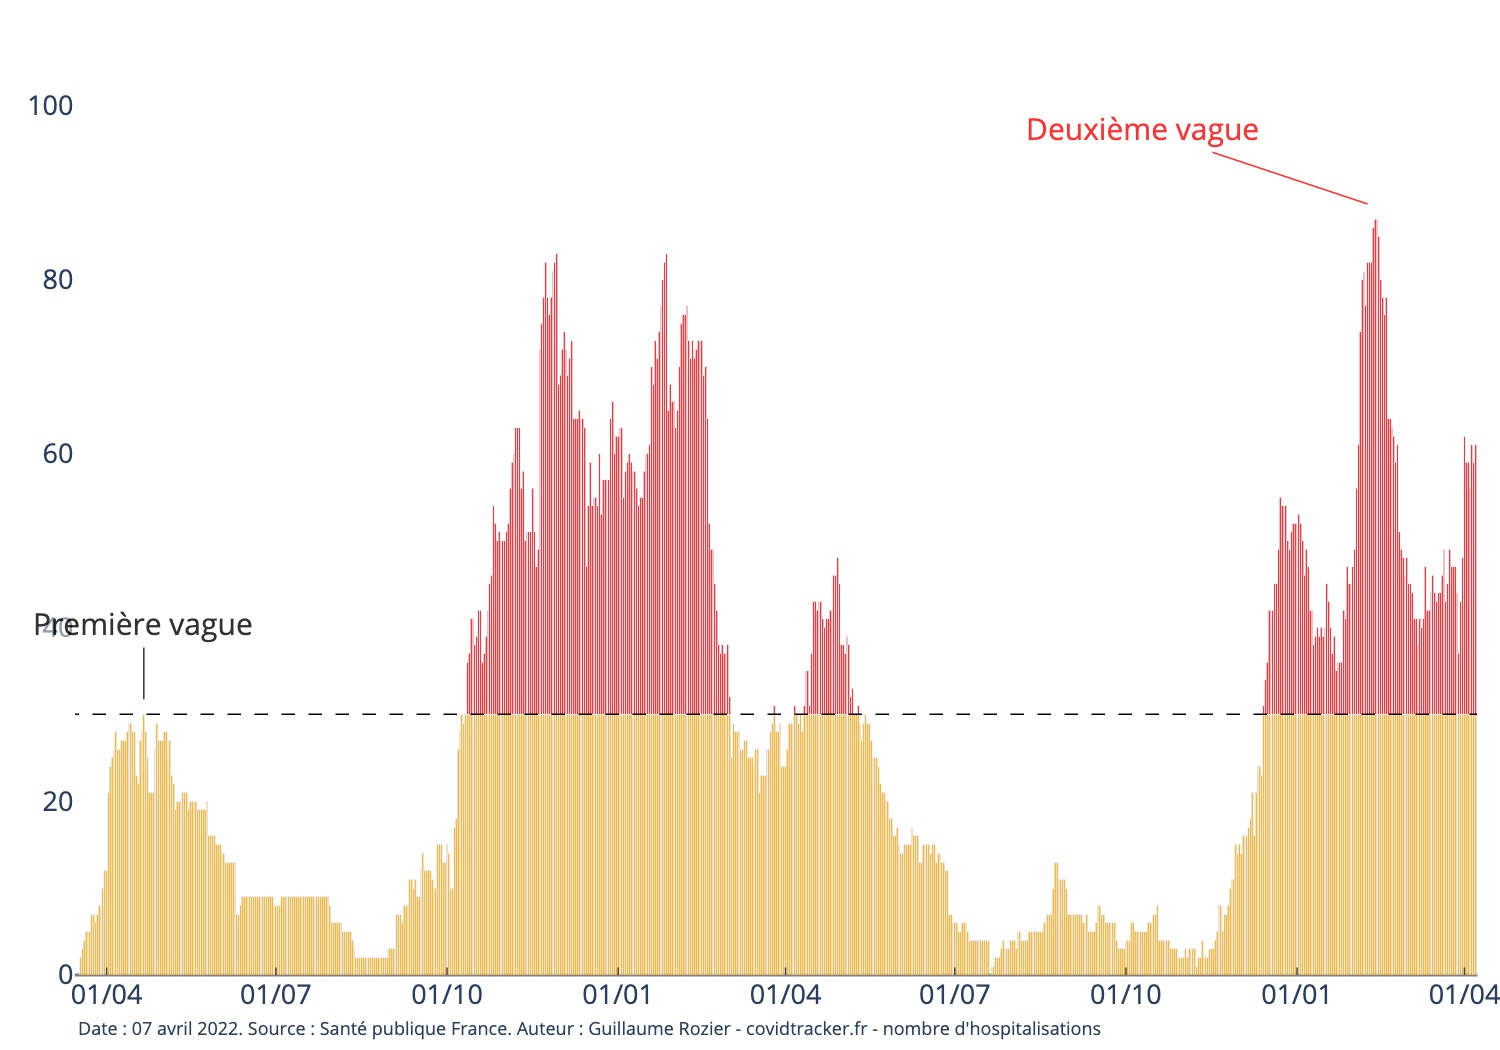 100
Deuxième vague
80
60
Première vague
40
20
0
01/04 01/07 01/10 01/01 01/04 01/07 01/10 01/01 01/04
Date : 07 avril 2022. Source : Santé publique France. Auteur : Guillaume Rozier - covidtracker.fr - nombre d'hospitalisations